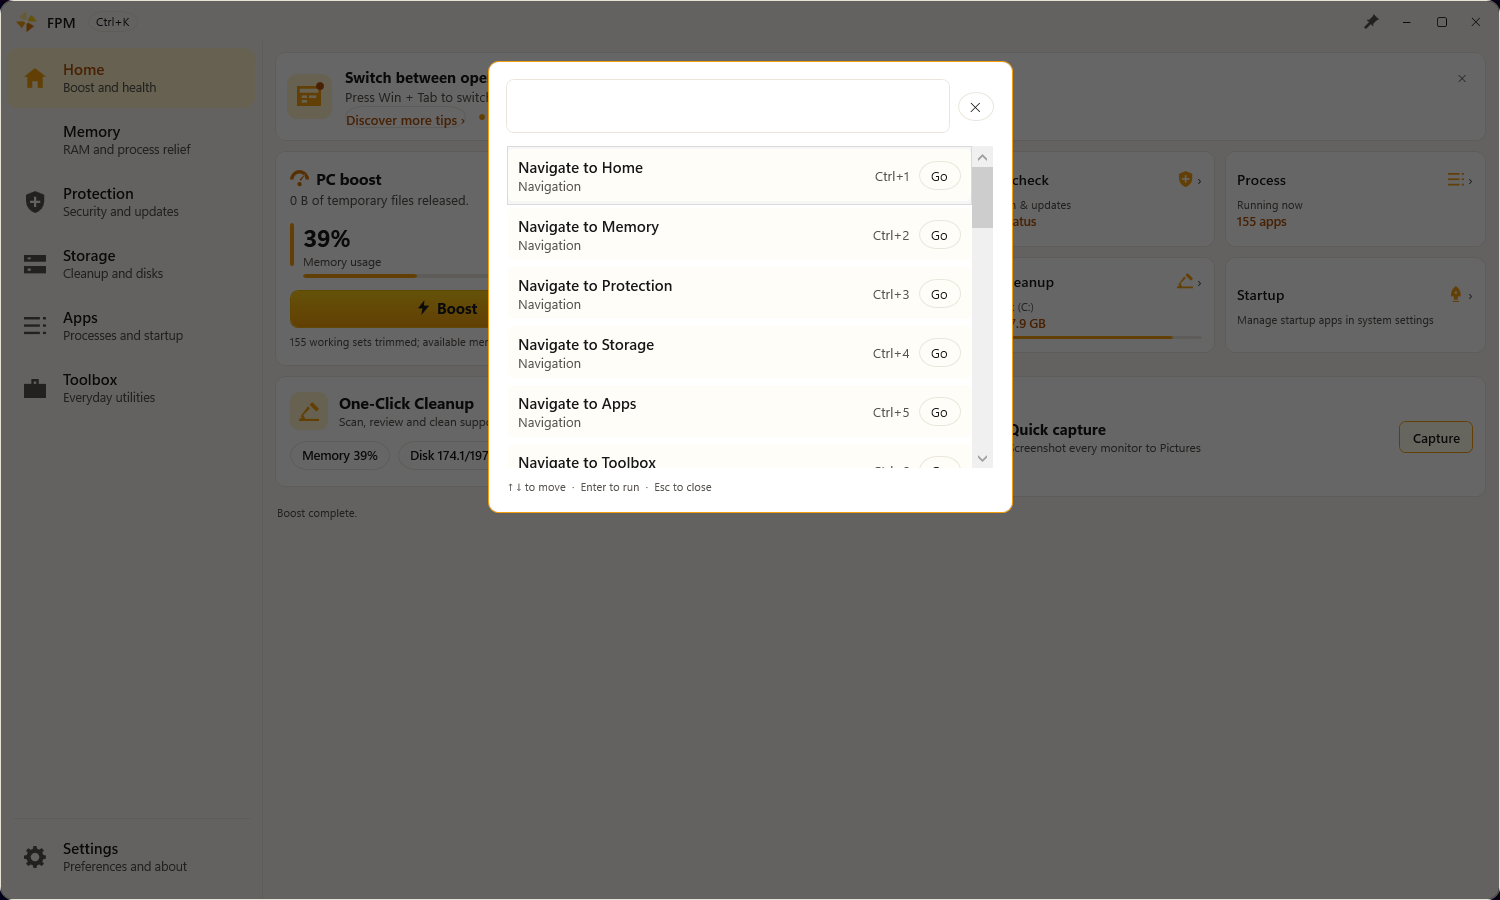 FPM Ctrl+K
Home
Boost and health
Memory
RAM and process relief
Protection
Security and updates
Storage
Cleanup and disks
Apps
Processes and startup
Toolbox
Everyday utilities
Settings
Preferences and about
Switch between ope
Press Win + Tab to switc
Discover more tips ›
PC boost
0 B of temporary files released.
39%
Memory usage
Boost
155 working sets trimmed; available mer
One-Click Cleanup
Scan, review and clean suppo
Memory 39%
Disk 174.1/197
Boost complete.
Navigate to Home
Navigation
Ctrl+1
Go
Navigate to Memory
Navigation
Ctrl+2
Go
Navigate to Protection
Navigation
Ctrl+3
Go
Navigate to Storage
Navigation
Ctrl+4
Go
Navigate to Apps
Navigation
Ctrl+5
Go
Navigate to Toolbox
↑↓ to move · Enter to run · Esc to close
check
& updates
atus
Process
Running now
155 apps
eanup
(C:)
7.9 GB
Startup
Manage startup apps in system settings
Quick capture
Screenshot every monitor to Pictures
Capture